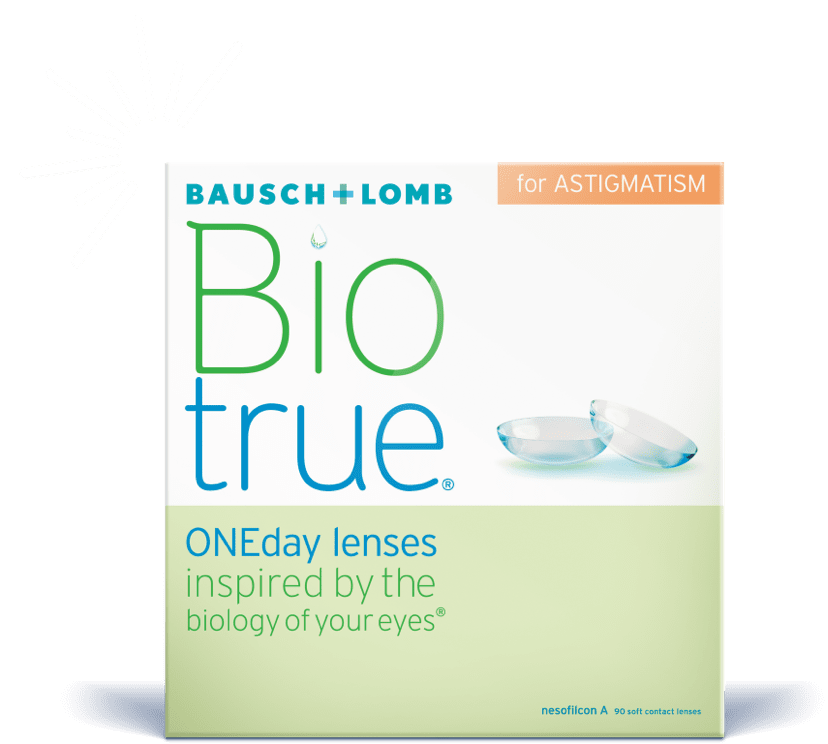 BAUSCH + LOMB
for ASTIGMATISM
Bio
true®
ONEday lenses
inspired by the
biology of your eyes®
nesofilcon A 90 soft contact lenses